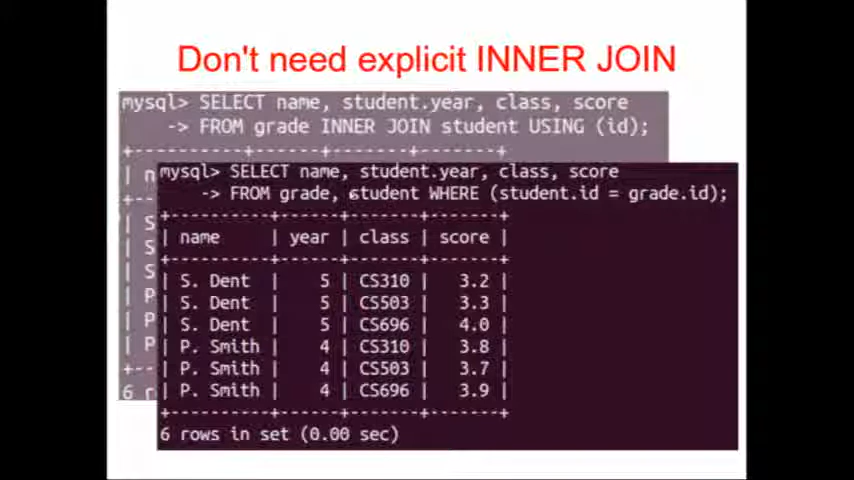 Don't need explicit INNER JOIN
mysql> SELECT name, student.year, class, score
-> FROM grade INNER JOIN student USING (id);
+----------+------+-------+-------+
| n
+--
| S
| S
| S
| P
| P
| P
+--
6 r
mysql> SELECT name, student.year, class, score
-> FROM grade, student WHERE (student.id = grade.id);
+----------+------+-------+-------+
| name | year | class | score |
+----------+------+-------+-------+
| S. Dent | 5 | CS310 | 3.2 |
| S. Dent | 5 | CS503 | 3.3 |
| S. Dent | 5 | CS696 | 4.0 |
| P. Smith | 4 | CS310 | 3.8 |
| P. Smith | 4 | CS503 | 3.7 |
| P. Smith | 4 | CS696 | 3.9 |
+----------+------+-------+-------+
6 rows in set (0.00 sec)